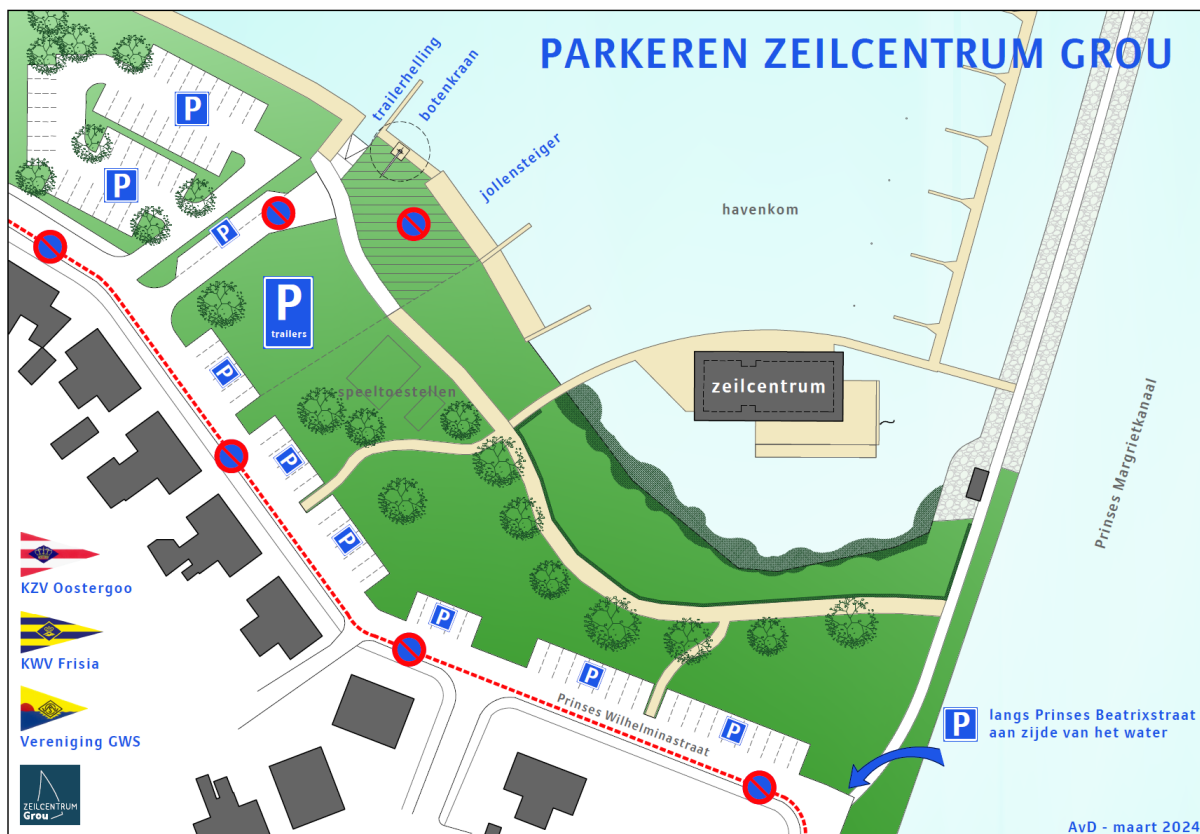 PARKEREN ZEILCENTRUM GROU
trailerhelling
botenkraan
jollensteiger
havenkom
P
P
P
P
trailers
P
speeltoestellen
zeilcentrum
P
P
Prinses Margrietkanaal
KZV Oostergoo
P
P
KWV Frisia
Prinses Wilhelminastraat
P
P
langs Prinses Beatrixstraat
aan zijde van het water
Vereniging GWS
ZEILCENTRUM
Grou
AvD - maart 2024